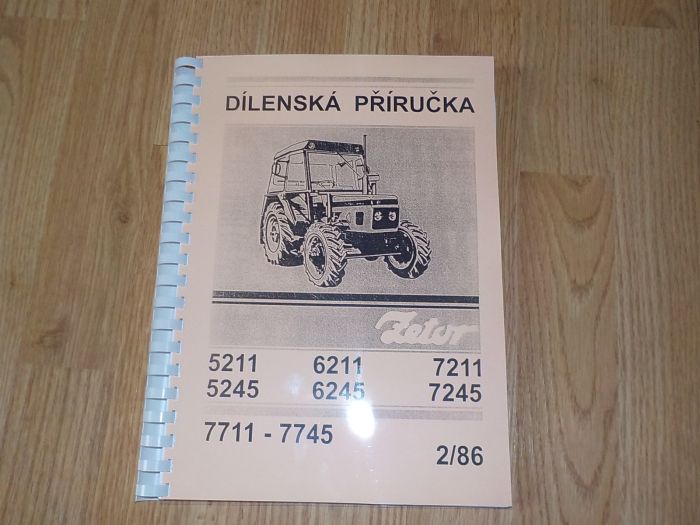 DÍLENSKÁ PŘÍRUČKA
Zetor
5211 6211 7211
5245 6245 7245
7711 - 7745
2/86